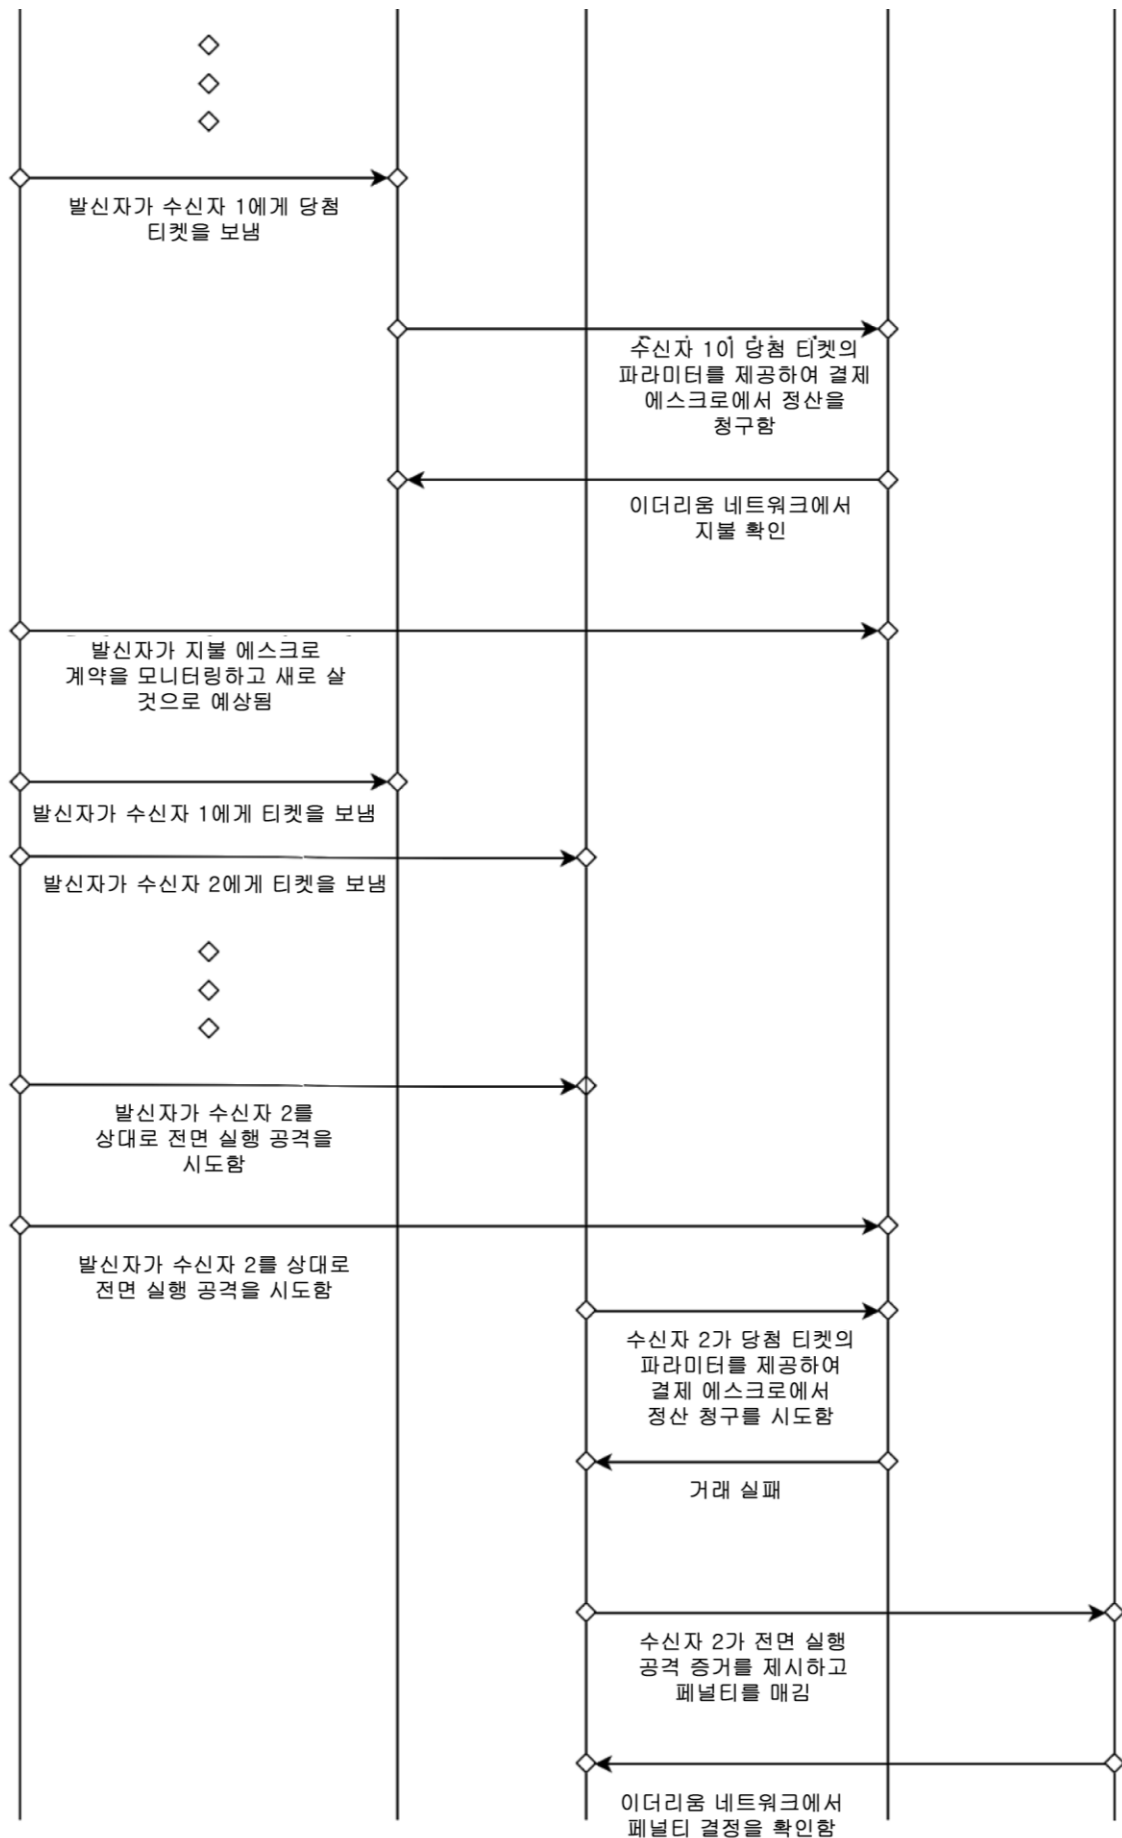 발신자가 수신자 1에게 당첨
티켓을 보냄
수신자 1이 당첨 티켓의
파라미터를 제공하여 결제
에스크로에서 정산을
청구함
이더리움 네트워크에서
지불 확인
발신자가 지불 에스크로
계약을 모니터링하고 새로 살
것으로 예상됨
발신자가 수신자 1에게 티켓을 보냄
발신자가 수신자 2에게 티켓을 보냄
발신자가 수신자 2를
상대로 전면 실행 공격을
시도함
발신자가 수신자 2를 상대로
전면 실행 공격을 시도함
수신자 2가 당첨 티켓의
파라미터를 제공하여
결제 에스크로에서
정산 청구를 시도함
거래 실패
수신자 2가 전면 실행
공격 증거를 제시하고
페널티를 매김
이더리움 네트워크에서
페널티 결정을 확인함